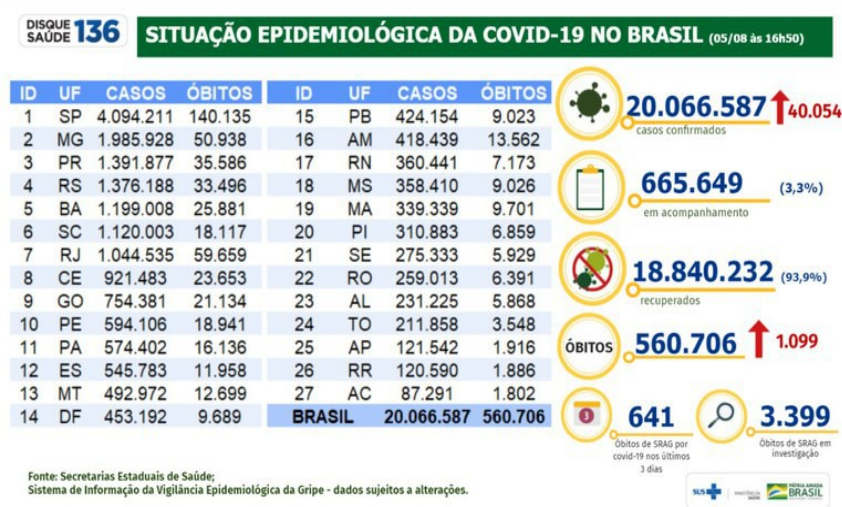 DISQUE
SAÚDE 136
SITUAÇÃO EPIDEMIOLÓGICA DA COVID-19 NO BRASIL (05/08 às 16h50)
ID UF CASOS ÓBITOS ID UF CASOS ÓBITOS
1 SP 4.094.211 140.135 15 PB 424.154 9.023
2 MG 1.985.928 50.938 16 AM 418.439 13.562
3 PR 1.391.877 35.586 17 RN 360.441 7.173
4 RS 1.376.188 33.496 18 MS 358.410 9.026
5 BA 1.199.008 25.881 19 MA 339.339 9.701
6 SC 1.120.003 18.117 20 PI 310.883 6.859
7 RJ 1.044.535 59.659 21 SE 275.333 5.929
8 CE 921.483 23.653 22 RO 259.013 6.391
9 GO 754.381 21.134 23 AL 231.225 5.868
10 PE 594.106 18.941 24 TO 211.858 3.548
11 PA 574.402 16.136 25 AP 121.542 1.916
12 ES 545.783 11.958 26 RR 120.590 1.886
13 MT 492.972 12.699 27 AC 87.291 1.802
14 DF 453.192 9.689 BRASIL 20.066.587 560.706
20.066.587 40.054
casos confirmados
665.649 (3,3%)
em acompanhamento
18.840.232 (93,9%)
recuperados
ÓBITOS 560.706 1.099
3
641
Óbitos de SRAG por
covid-19 nos últimos
3 dias
3.399
Óbitos de SRAG em
investigação
Fonte: Secretarias Estaduais de Saúde;
Sistema de Informação da Vigilância Epidemiológica da Gripe - dados sujeitos a alterações.
SUS
MINISTÉRIO DA
SAÚDE
PÁTRIA AMADA
BRASIL